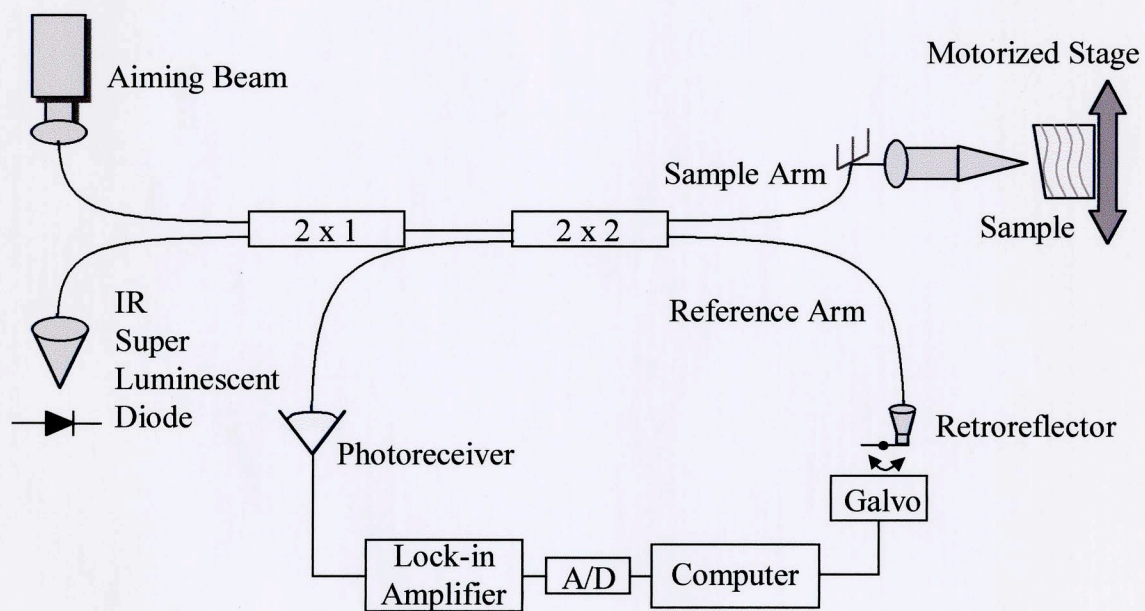 Motorized Stage
Aiming Beam
Sample Arm
2 x 1
2 x 2
Sample
IR
Super
Luminescent
Diode
Reference Arm
Photoreceiver
Retroreflector
Galvo
Lock-in
Amplifier
A/D
Computer